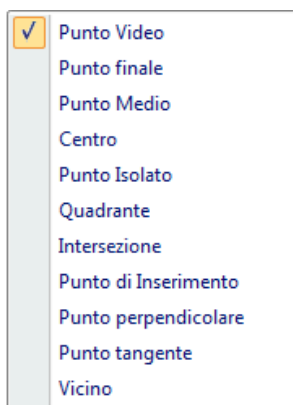 Punto Video
Punto finale
Punto Medio
Centro
Punto Isolato
Quadrante
Intersezione
Punto di Inserimento
Punto perpendicolare
Punto tangente
Vicino